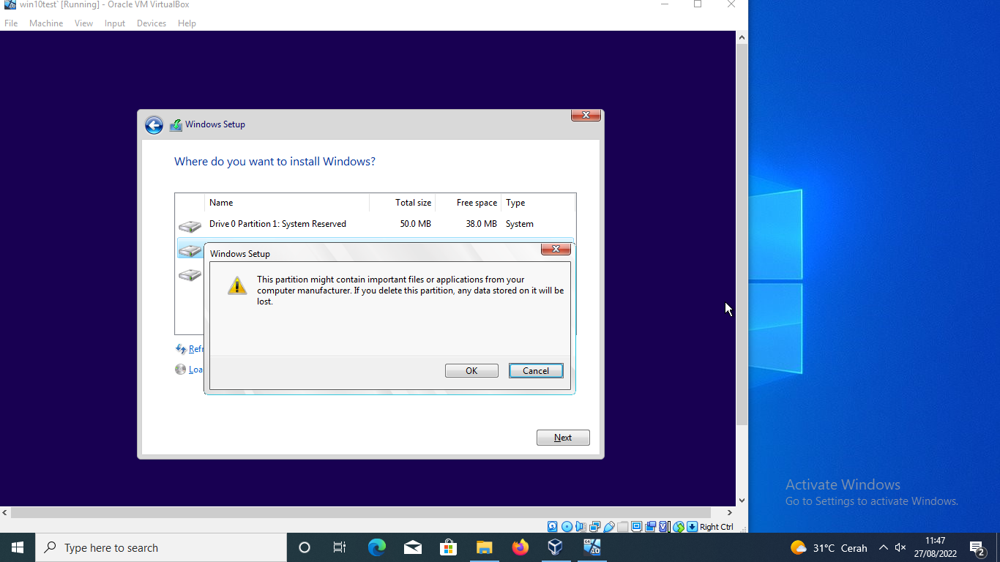 win10test` [Running] - Oracle VM VirtualBox
File Machine View Input Devices Help
Windows Setup
Where do you want to install Windows?
Name Total size Free space Type
Drive 0 Partition 1: System Reserved 50.0 MB 38.0 MB System
Windows Setup
This partition might contain important files or applications from your
computer manufacturer. If you delete this partition, any data stored on it will be
lost.
OK Cancel
Next
Activate Windows
Go to Settings to activate Windows.
Right Ctrl
Type here to search
31°C Cerah
11:47
27/08/2022
2